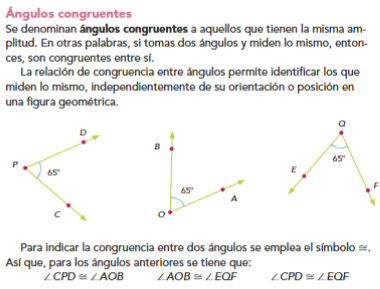 Ángulos congruentes
Se denominan ángulos congruentes a aquellos que tienen la misma am-
plitud. En otras palabras, si tomas dos ángulos y miden lo mismo, enton-
ces, son congruentes entre sí.
La relación de congruencia entre ángulos permite identificar los que
miden lo mismo, independientemente de su orientación o posición en
una figura geométrica.
D
P
65°
C
B
65°
O
A
Q
65°
E
F
Para indicar la congruencia entre dos ángulos se emplea el símbolo ≅.
Así que, para los ángulos anteriores se tiene que:
∠CPD ≅ ∠AOB ∠AOB ≅ ∠EQF ∠CPD ≅ ∠EQF